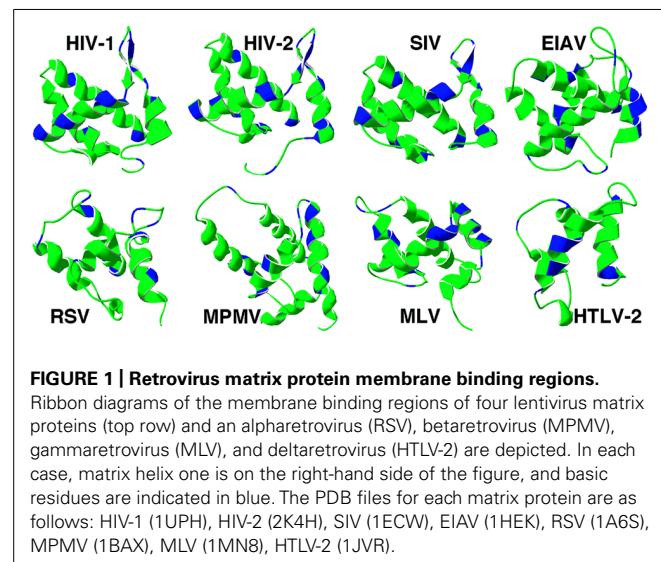 HIV-1 HIV-2 SIV EIAV
RSV MPMV MLV HTLV-2
FIGURE 1 | Retrovirus matrix protein membrane binding regions.
Ribbon diagrams of the membrane binding regions of four lentivirus matrix
proteins (top row) and an alpharetrovirus (RSV), betaretrovirus (MPMV),
gammaretrovirus (MLV), and deltaretrovirus (HTLV-2) are depicted. In each
case, matrix helix one is on the right-hand side of the figure, and basic
residues are indicated in blue. The PDB files for each matrix protein are as
follows: HIV-1 (1UPH), HIV-2 (2K4H), SIV (1ECW), EIAV (1HEK), RSV (1A6S),
MPMV (1BAX), MLV (1MN8), HTLV-2 (1JVR).